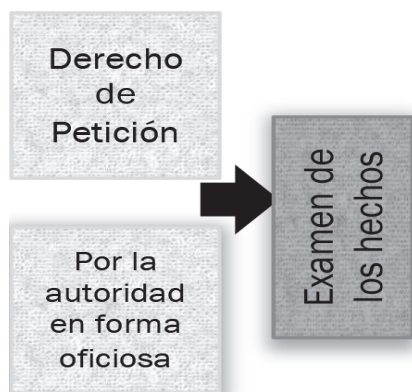 Derecho
de
Petición
Por la
autoridad
en forma
oficiosa
Examen de
los hechos